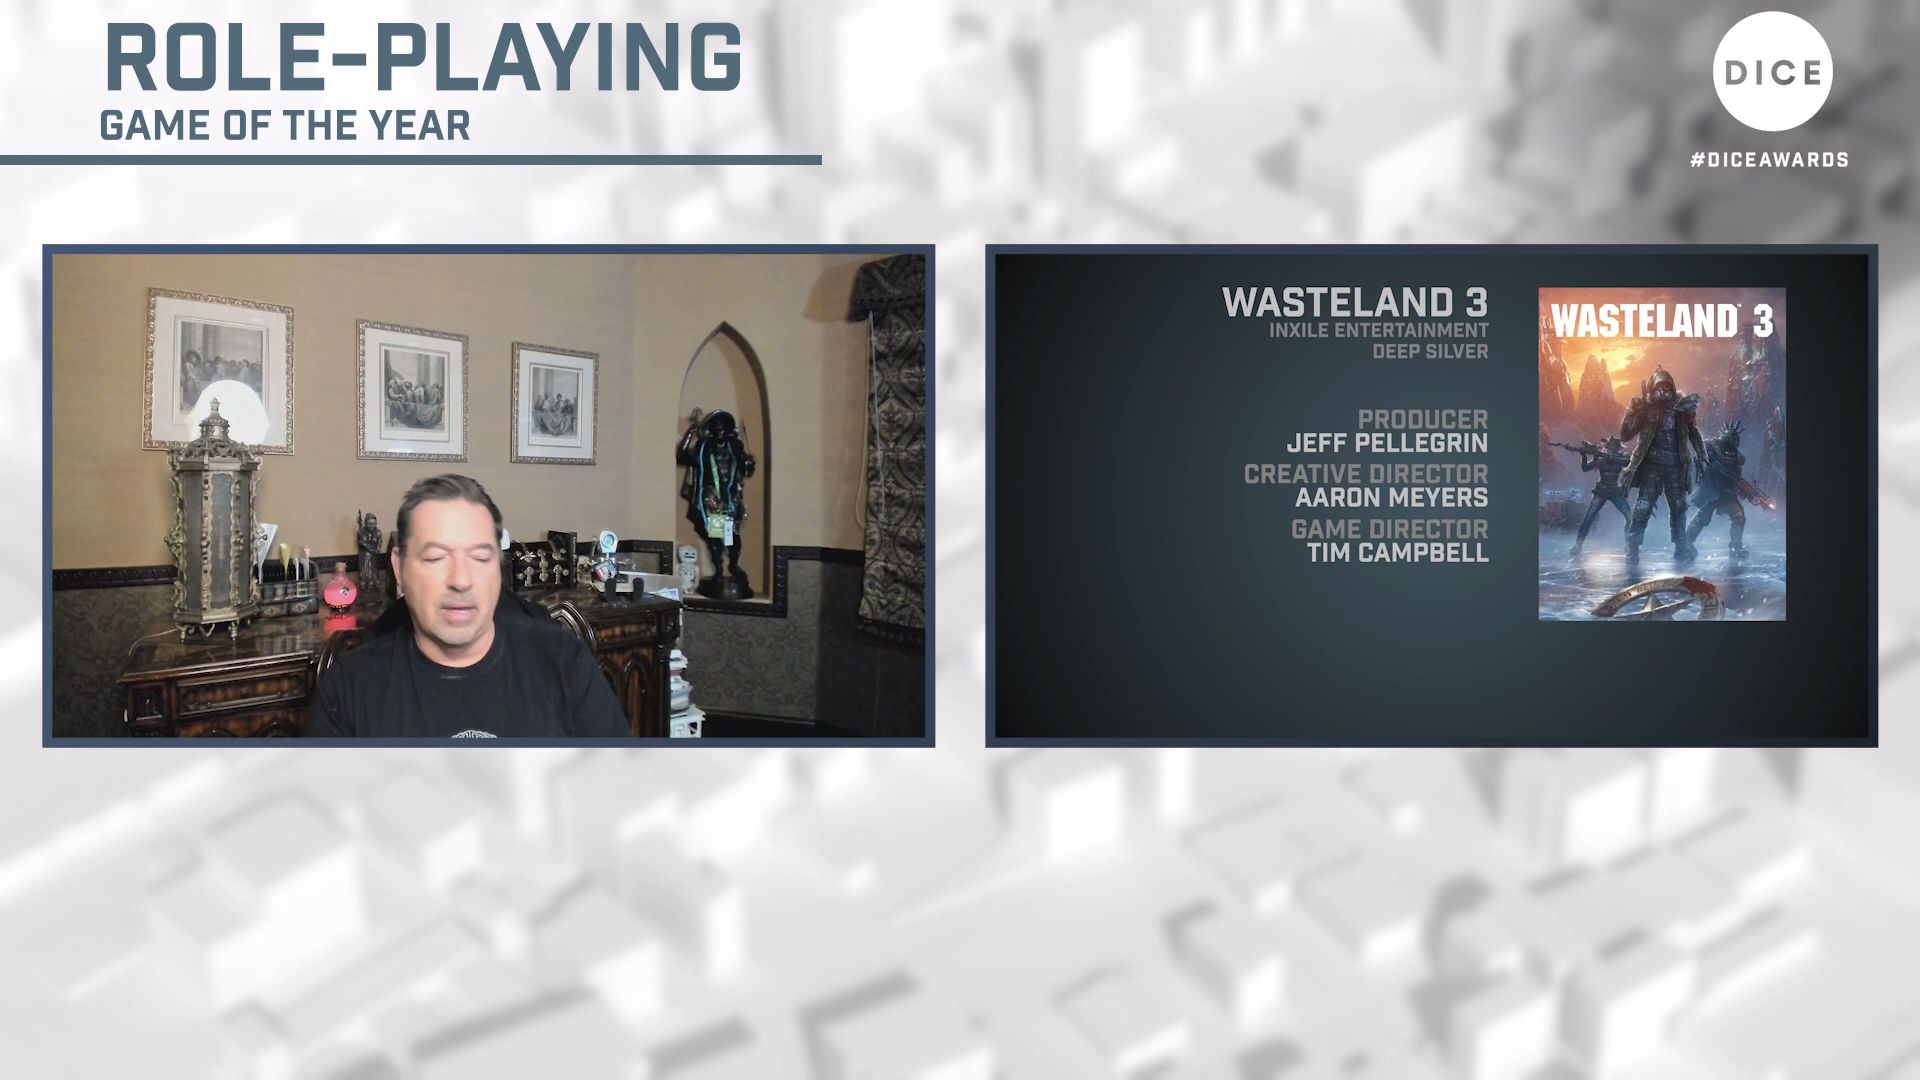 ROLE-PLAYING
GAME OF THE YEAR
DICE
#DICEAWARDS
WASTELAND 3
INXILE ENTERTAINMENT
DEEP SILVER
PRODUCER
JEFF PELLEGRIN
CREATIVE DIRECTOR
AARON MEYERS
GAME DIRECTOR
TIM CAMPBELL
WASTELAND 3